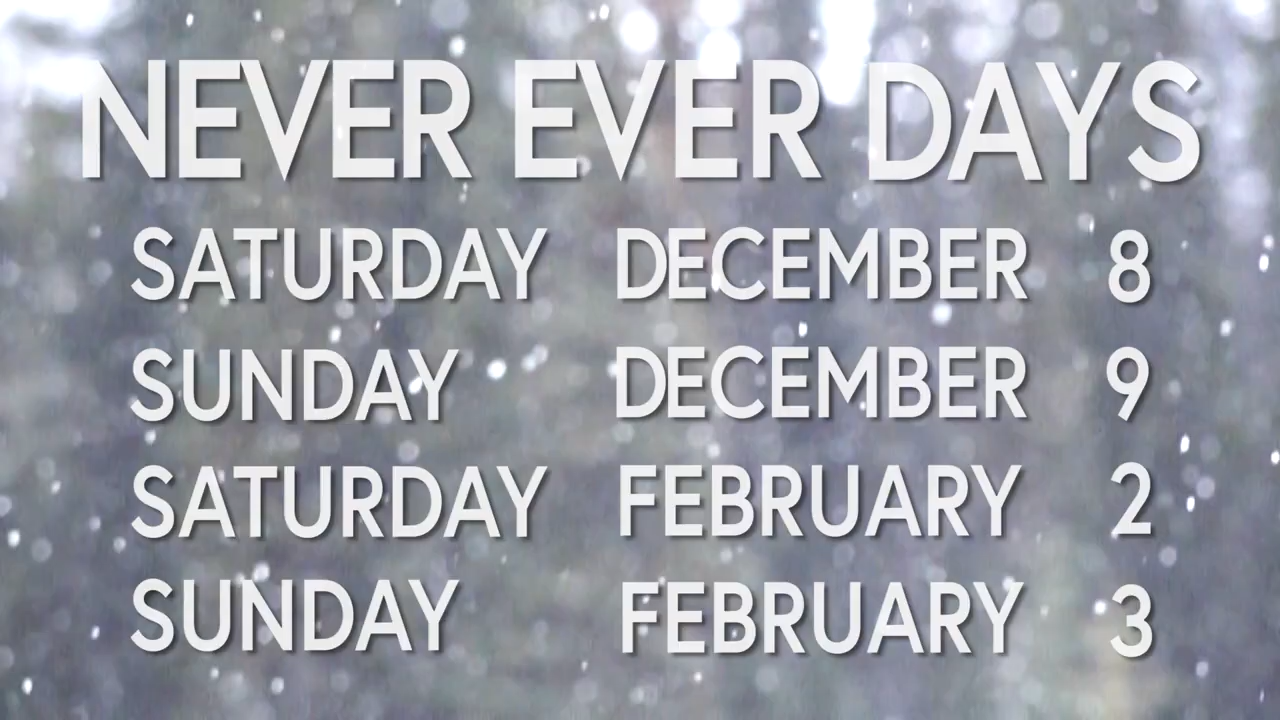 NEVER EVER DAYS
SATURDAY DECEMBER 8
SUNDAY DECEMBER 9
SATURDAY FEBRUARY 2
SUNDAY FEBRUARY 3